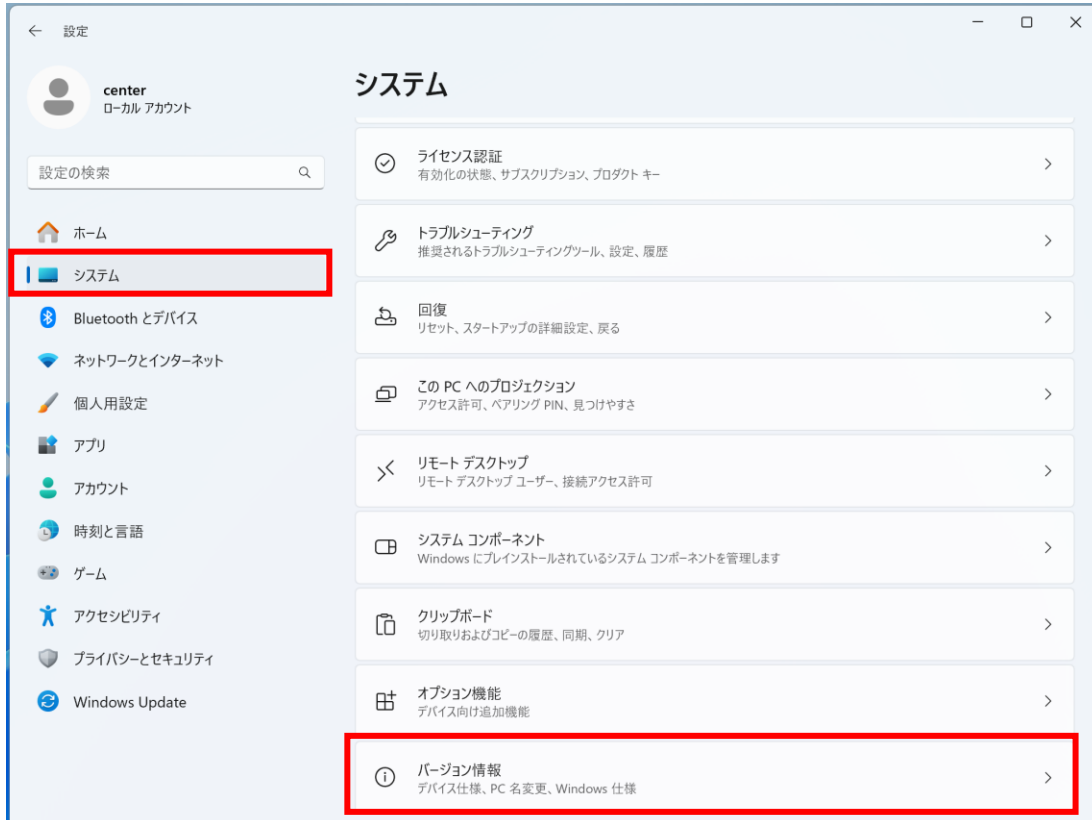 設定
center
ローカル アカウント
設定の検索
ホーム
システム
Bluetooth とデバイス
ネットワークとインターネット
個人用設定
アプリ
アカウント
時刻と言語
ゲーム
アクセシビリティ
プライバシーとセキュリティ
Windows Update
システム
ライセンス認証
有効化の状態、サブスクリプション、プロダクト キー
トラブルシューティング
推奨されるトラブルシューティングツール、設定、履歴
回復
リセット、スタートアップの詳細設定、戻る
この PC へのプロジェクション
アクセス許可、ペアリング PIN、見つけやすさ
リモート デスクトップ
リモート デスクトップ ユーザー、接続アクセス許可
システム コンポーネント
Windows にプレインストールされているシステム コンポーネントを管理します
クリップボード
切り取りおよびコピーの履歴、同期、クリア
オプション機能
デバイス向け追加機能
バージョン情報
デバイス仕様、PC 名変更、Windows 仕様